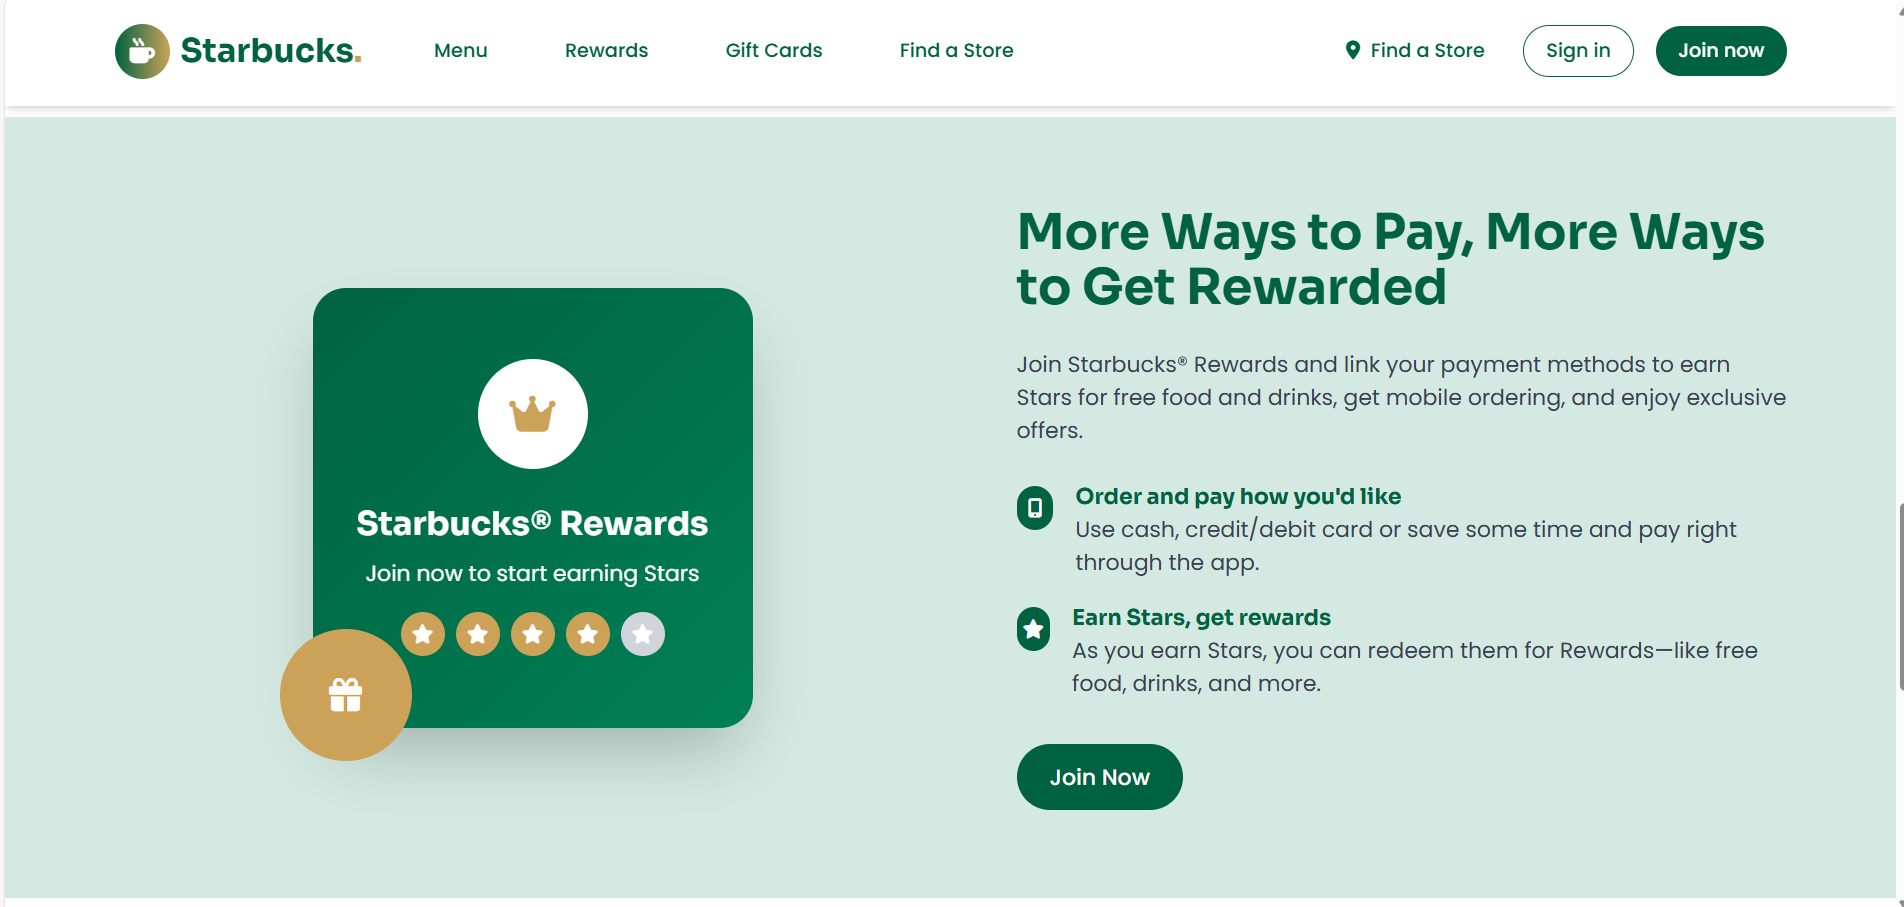 Starbucks.
Menu
Rewards
Gift Cards
Find a Store
Find a Store
Sign in
Join now
Starbucks® Rewards
Join now to start earning Stars
More Ways to Pay, More Ways
to Get Rewarded
Join Starbucks® Rewards and link your payment methods to earn
Stars for free food and drinks, get mobile ordering, and enjoy exclusive
offers.
Order and pay how you'd like
Use cash, credit/debit card or save some time and pay right
through the app.
Earn Stars, get rewards
As you earn Stars, you can redeem them for Rewards—like free
food, drinks, and more.
Join Now